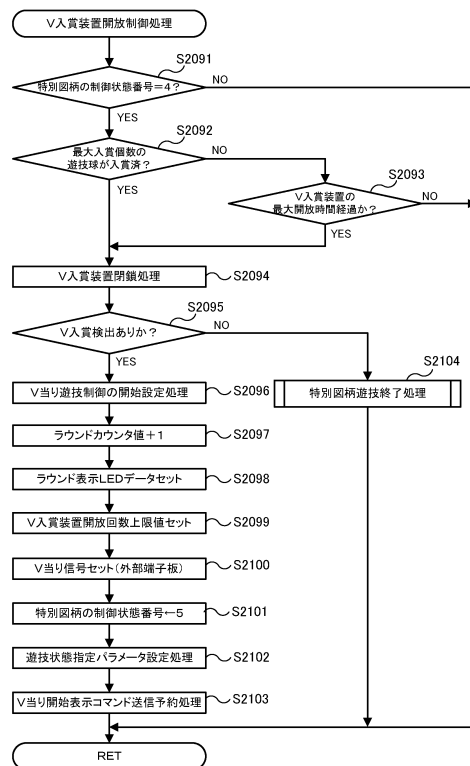 V入賞装置開放制御処理
S2091
特別図柄の制御状態番号=4?
NO
YES
S2092
最大入賞個数の
遊技球が入賞済?
NO
YES
S2093
V入賞装置の
最大開放時間経過か?
NO
YES
V入賞装置閉鎖処理
S2094
S2095
V入賞検出ありか?
NO
YES
S2104
特別図柄遊技終了処理
V当り遊技制御の開始設定処理
S2096
ラウンドカウンタ値+1
S2097
ラウンド表示LEDデータセット
S2098
V入賞装置開放回数上限値セット
S2099
V当り信号セット(外部端子板)
S2100
特別図柄の制御状態番号←5
S2101
遊技状態指定パラメータ設定処理
S2102
V当り開始表示コマンド送信予約処理
S2103
RET